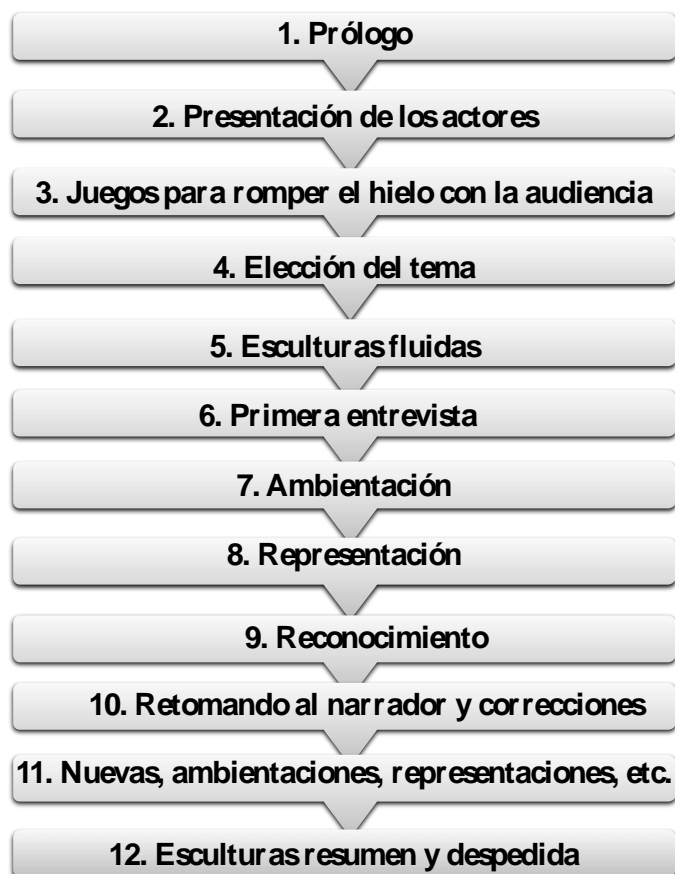 1. Prólogo
2. Presentación de los actores
3. Juegos para romper el hielo con la audiencia
4. Elección del tema
5. Esculturas fluidas
6. Primera entrevista
7. Ambientación
8. Representación
9. Reconocimiento
10. Retomando al narrador y correcciones
11. Nuevas, ambientaciones, representaciones, etc.
12. Esculturas resumen y despedida